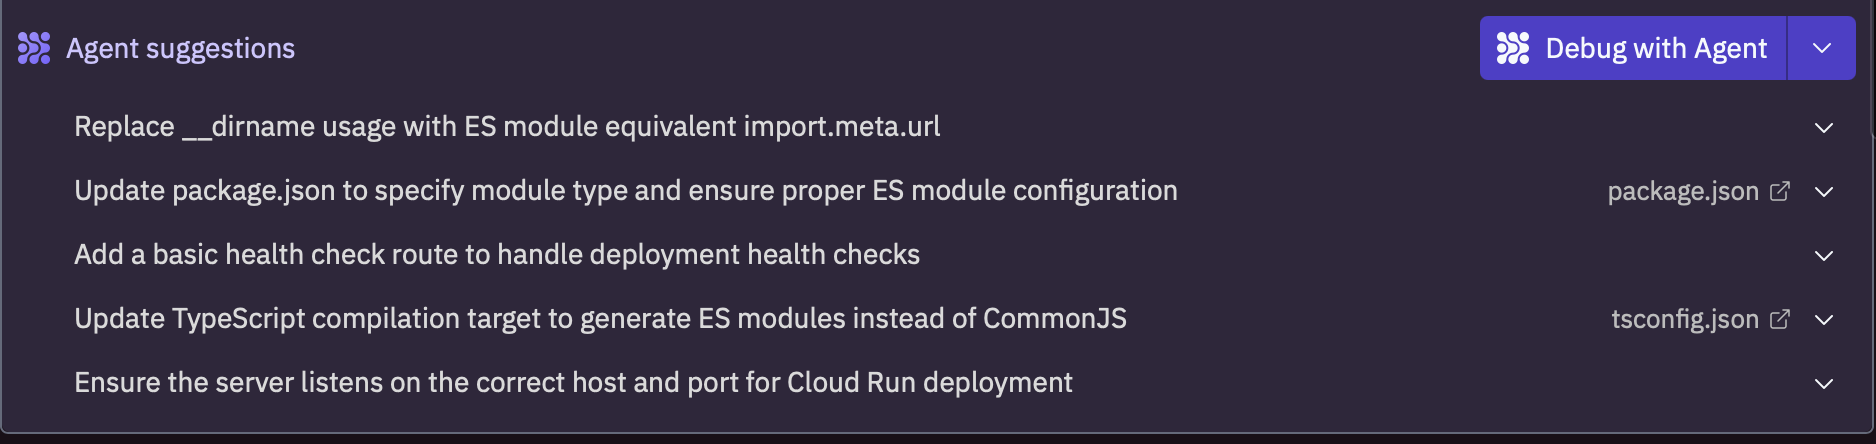 Agent suggestions
Debug with Agent
Replace __dirname usage with ES module equivalent import.meta.url
Update package.json to specify module type and ensure proper ES module configuration
package.json
Add a basic health check route to handle deployment health checks
Update TypeScript compilation target to generate ES modules instead of CommonJS
tsconfig.json
Ensure the server listens on the correct host and port for Cloud Run deployment